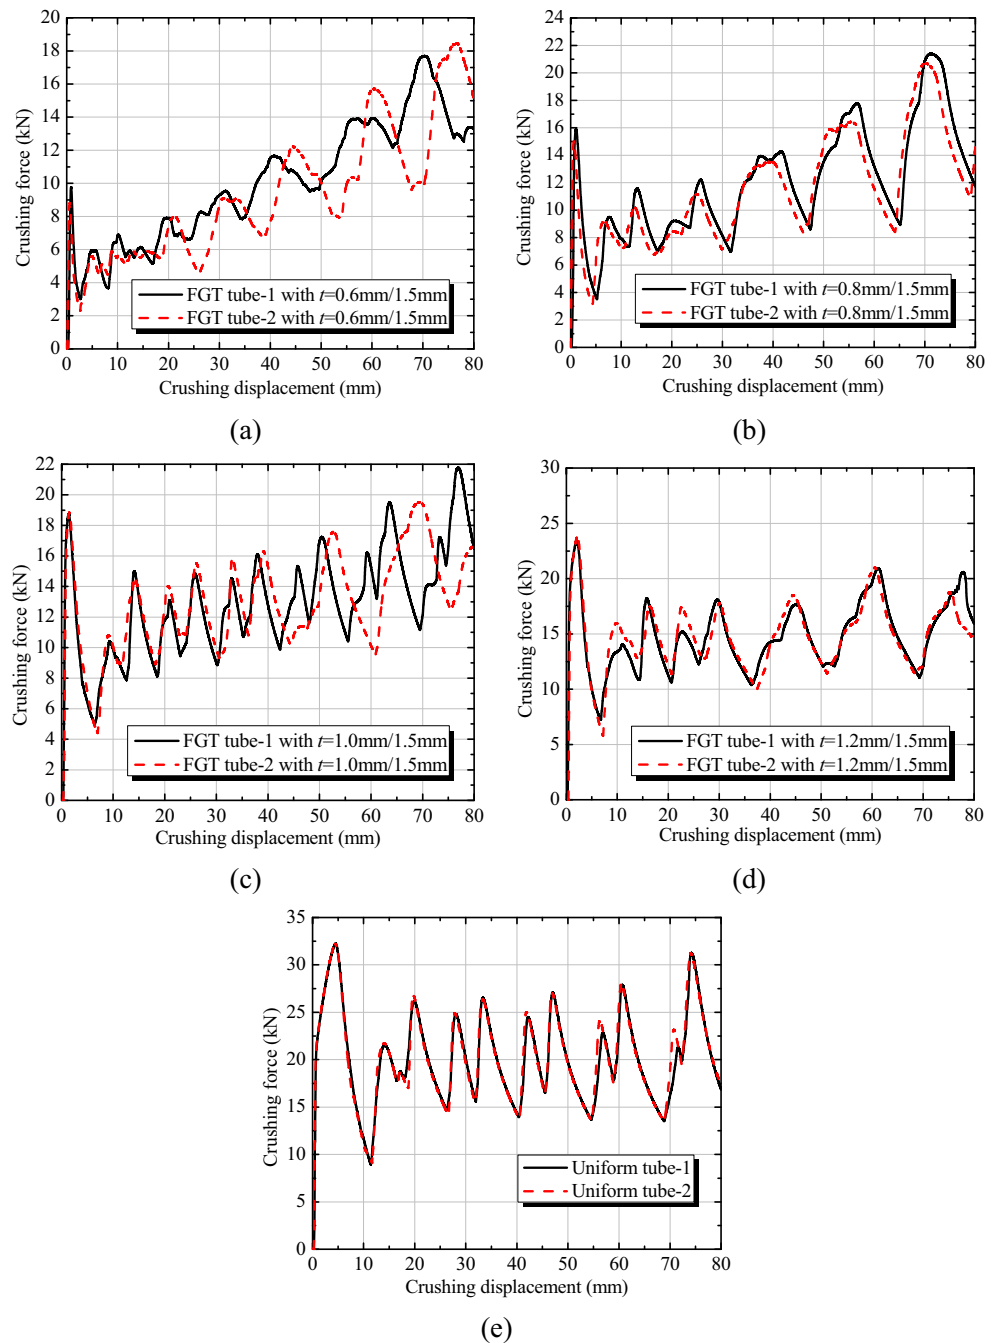 20
18
16
14
12
10
8
6
4
2
0
Crushing force (kN)
FGT tube-1 with t=0.6mm/1.5mm
FGT tube-2 with t=0.6mm/1.5mm
0 10 20 30 40 50 60 70 80
Crushing displacement (mm)
(a)
24
22
20
18
16
14
12
10
8
6
4
2
0
Crushing force (kN)
FGT tube-1 with t=0.8mm/1.5mm
FGT tube-2 with t=0.8mm/1.5mm
0 10 20 30 40 50 60 70 80
Crushing displacement (mm)
(b)
22
20
18
16
14
12
10
8
6
4
2
0
Crushing force (kN)
FGT tube-1 with t=1.0mm/1.5mm
FGT tube-2 with t=1.0mm/1.5mm
0 10 20 30 40 50 60 70 80
Crushing displacement (mm)
(c)
30
25
20
15
10
5
0
Crushing force (kN)
FGT tube-1 with t=1.2mm/1.5mm
FGT tube-2 with t=1.2mm/1.5mm
0 10 20 30 40 50 60 70 80
Crushing displacement (mm)
(d)
35
30
25
20
15
10
5
0
Crushing force (kN)
Uniform tube-1
Uniform tube-2
0 10 20 30 40 50 60 70 80
Crushing displacement (mm)
(e)